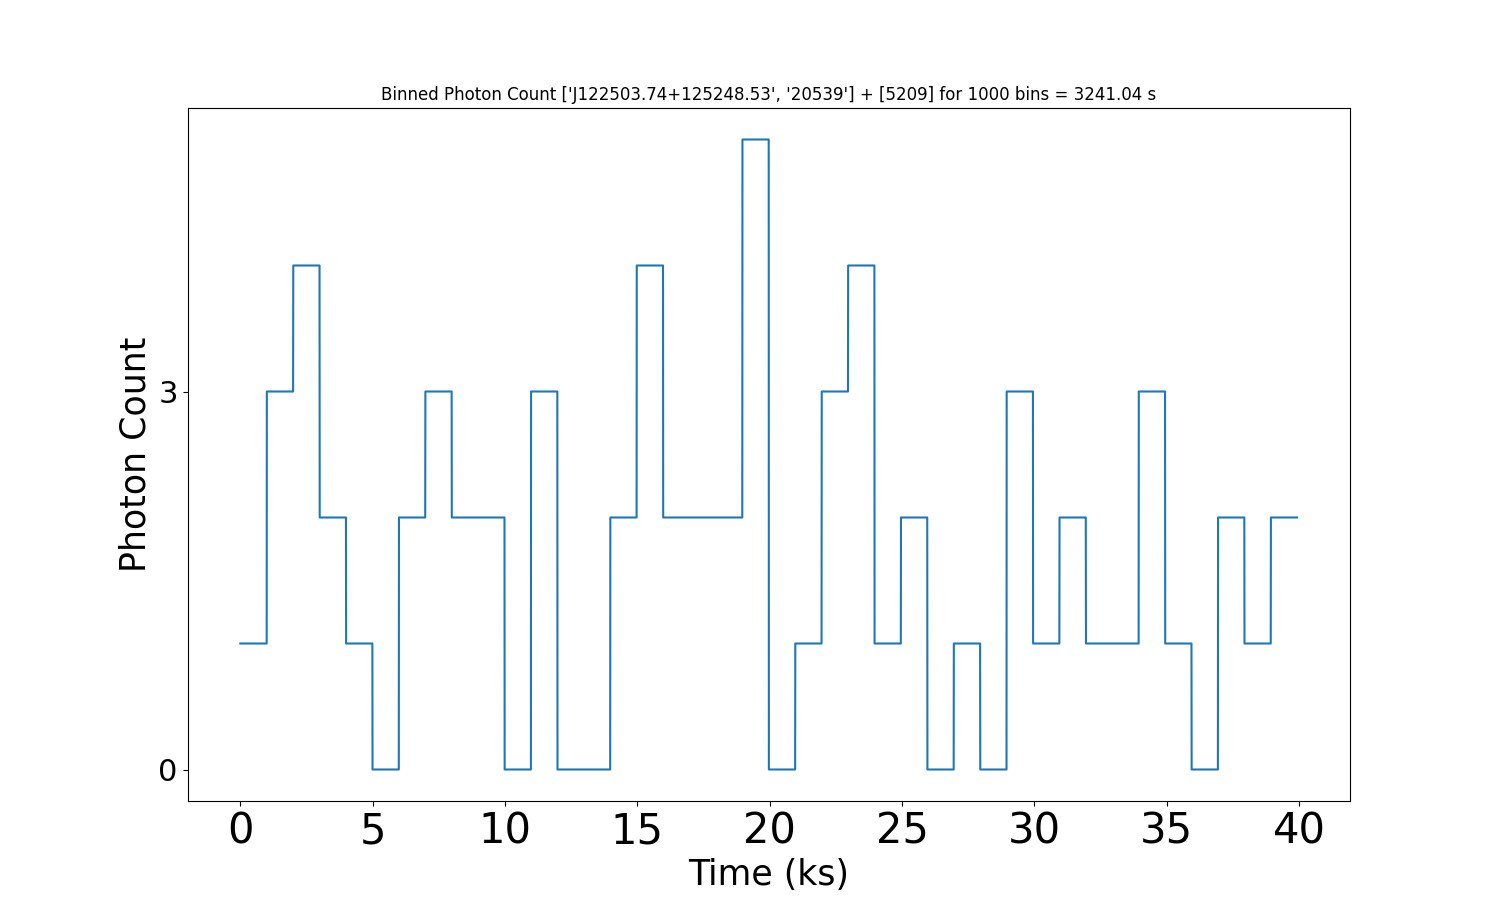 Binned Photon Count ['J122503.74+125248.53', '20539'] + [5209] for 1000 bins = 3241.04 s
Photon Count
3
0
0 5 10 15 20 25 30 35 40
Time (ks)